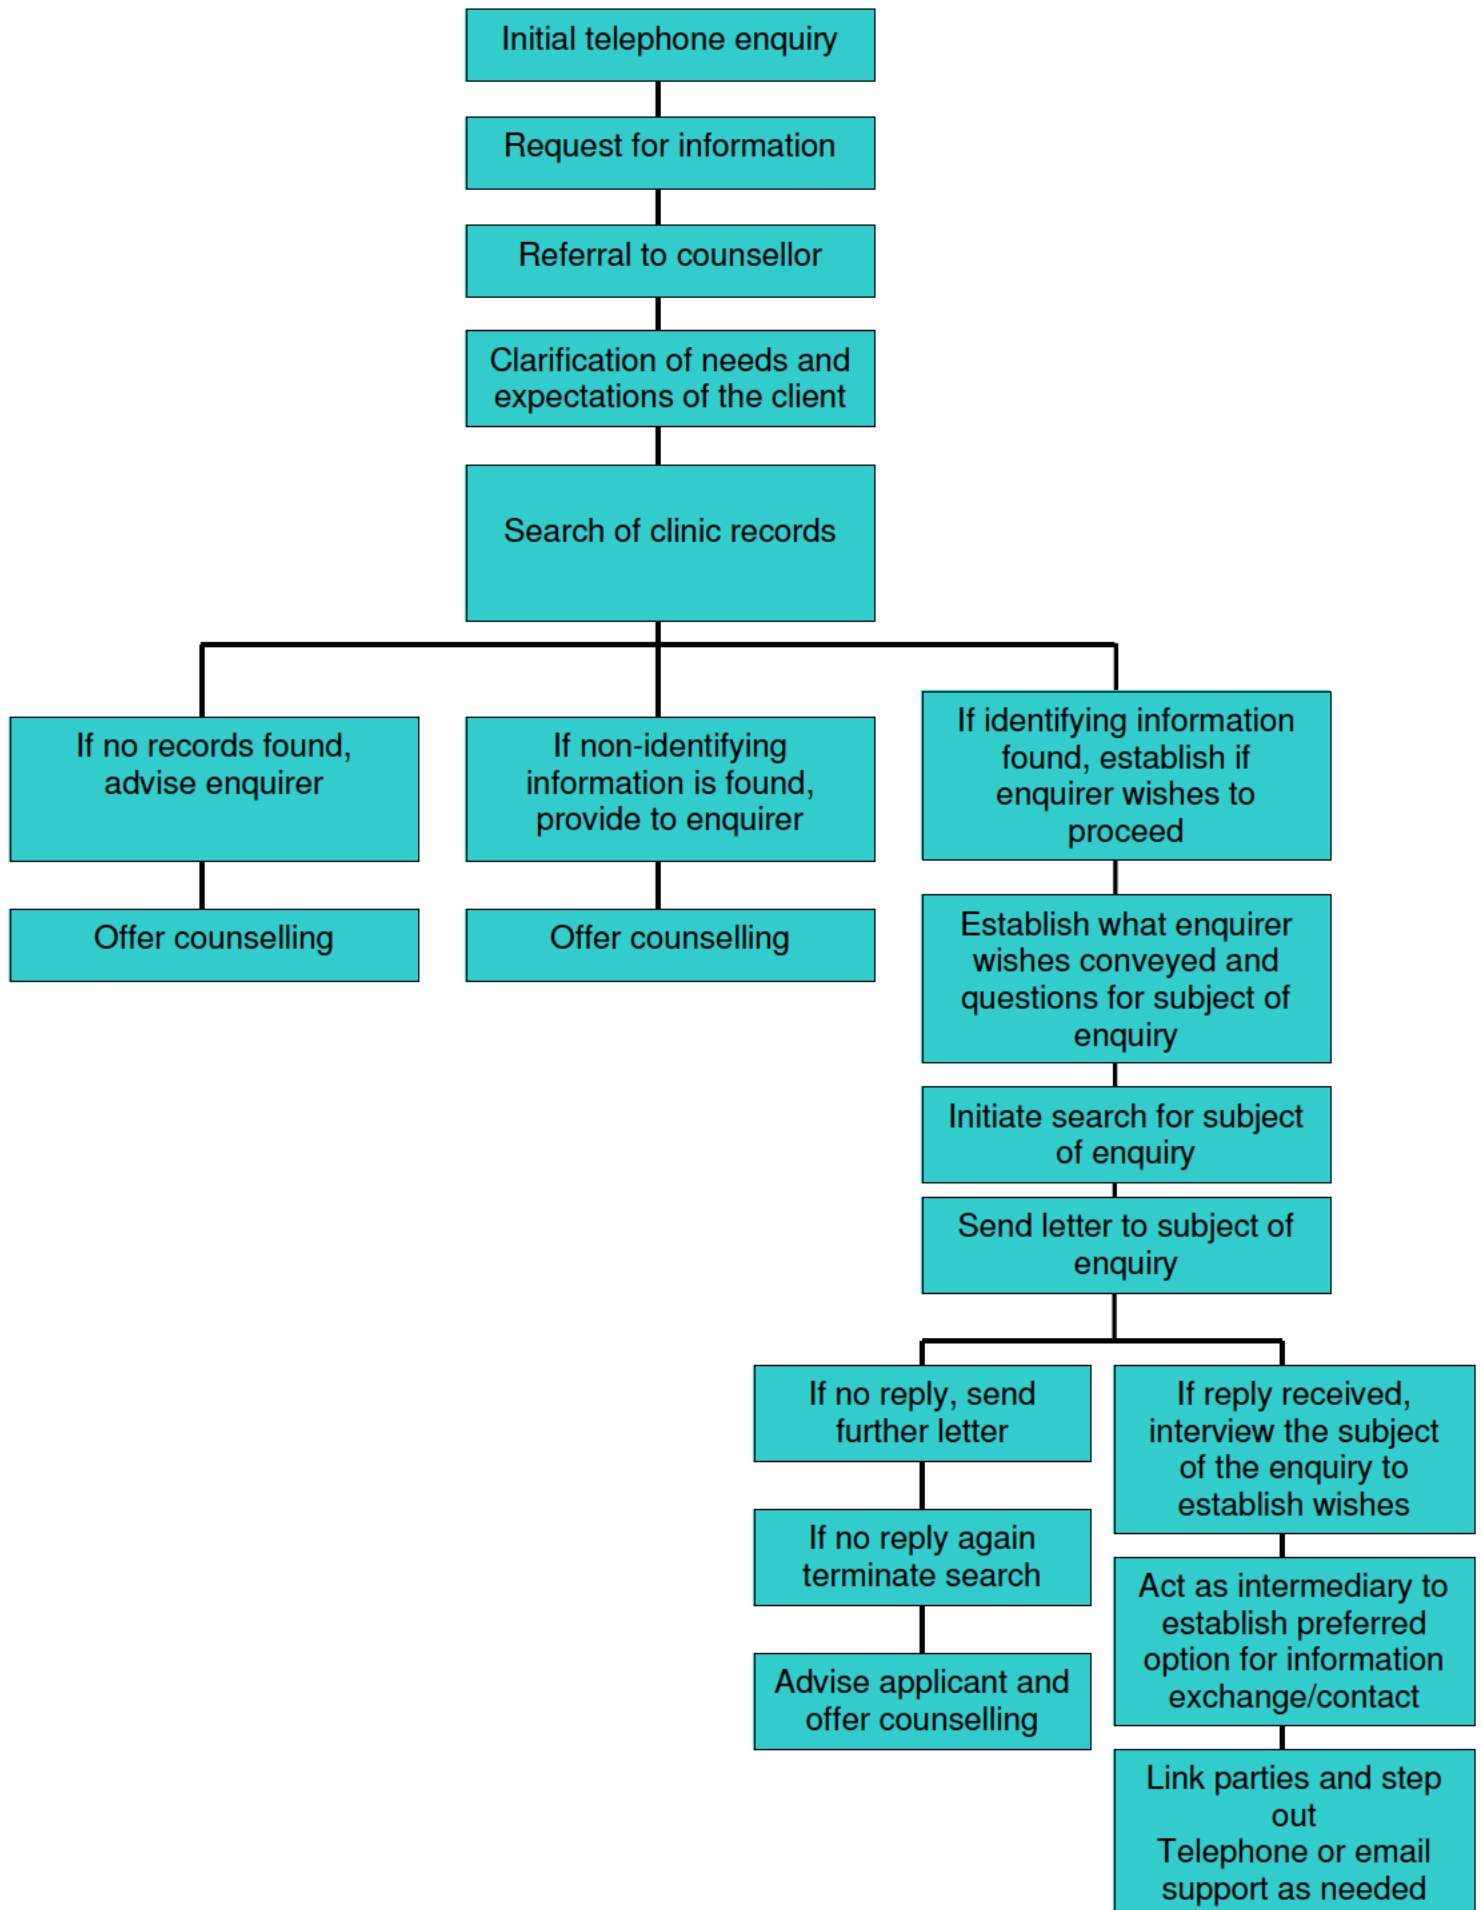 Initial telephone enquiry
Request for information
Referral to counsellor
Clarification of needs and
expectations of the client
Search of clinic records
If no records found,
advise enquirer
Offer counselling
If non-identifying
information is found,
provide to enquirer
Offer counselling
If identifying information
found, establish if
enquirer wishes to
proceed
Establish what enquirer
wishes conveyed and
questions for subject of
enquiry
Initiate search for subject
of enquiry
Send letter to subject of
enquiry
If no reply, send
further letter
If no reply again
terminate search
Advise applicant and
offer counselling
If reply received,
interview the subject
of the enquiry to
establish wishes
Act as intermediary to
establish preferred
option for information
exchange/contact
Link parties and step
out
Telephone or email
support as needed